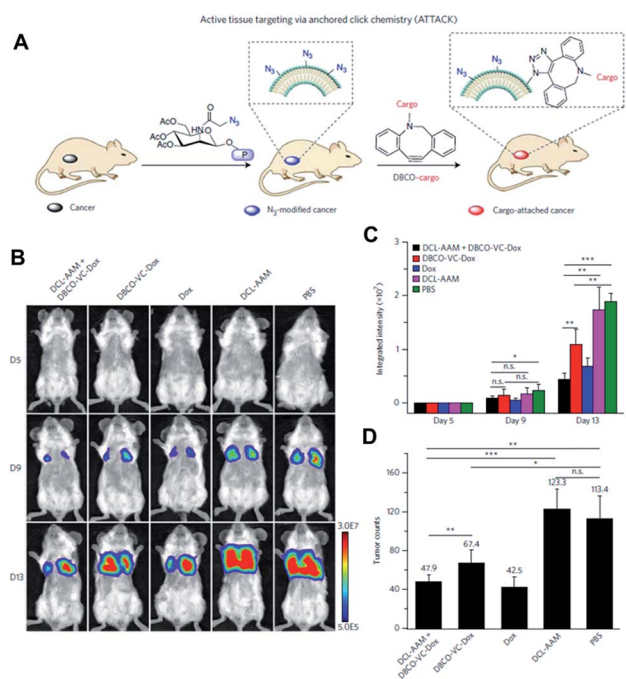 Active tissue targeting via anchored click chemistry (ATTACK)
A
N3
N3
N3
N
N
N
N
Cargo
AcO
O
N3
AcO
HN
O
AcO
O
P
Cargo
N
DBCO-cargo
Cancer
N3-modified cancer
Cargo-attached cancer
B
DCL-AAM +
DBCO-VC-Dox
DBCO-VC-Dox
Dox
DCL-AAM
PBS
D5
D9
D13
3.0E7
5.0E5
C
Integrated intensity (×10⁷)
3
2
1
0
DCL-AAM + DBCO-VC-Dox
DBCO-VC-Dox
Dox
DCL-AAM
PBS
***
**
**
**
*
n.s.
n.s.
n.s.
Day 5
Day 9
Day 13
D
Tumor counts
160
120
80
40
0
**
***
*
n.s.
**
47.9
67.4
42.5
123.3
113.4
DCL-AAM +
DBCO-VC-Dox
DBCO-VC-Dox
Dox
DCL-AAM
PBS